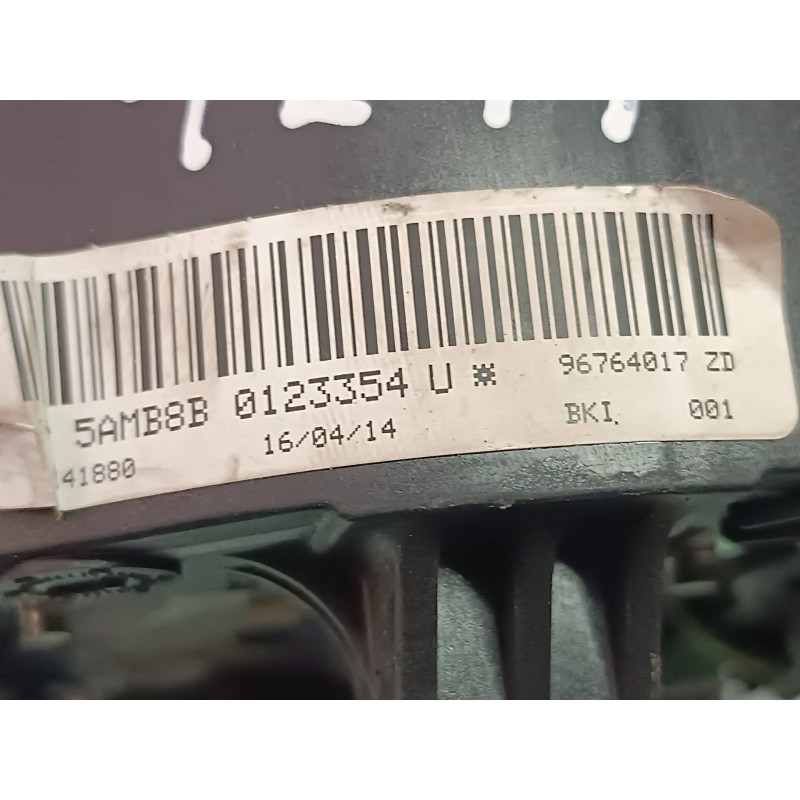 5AMB8B 0123354 U * 96764017 ZD
41880 16/04/14 BKI. 001